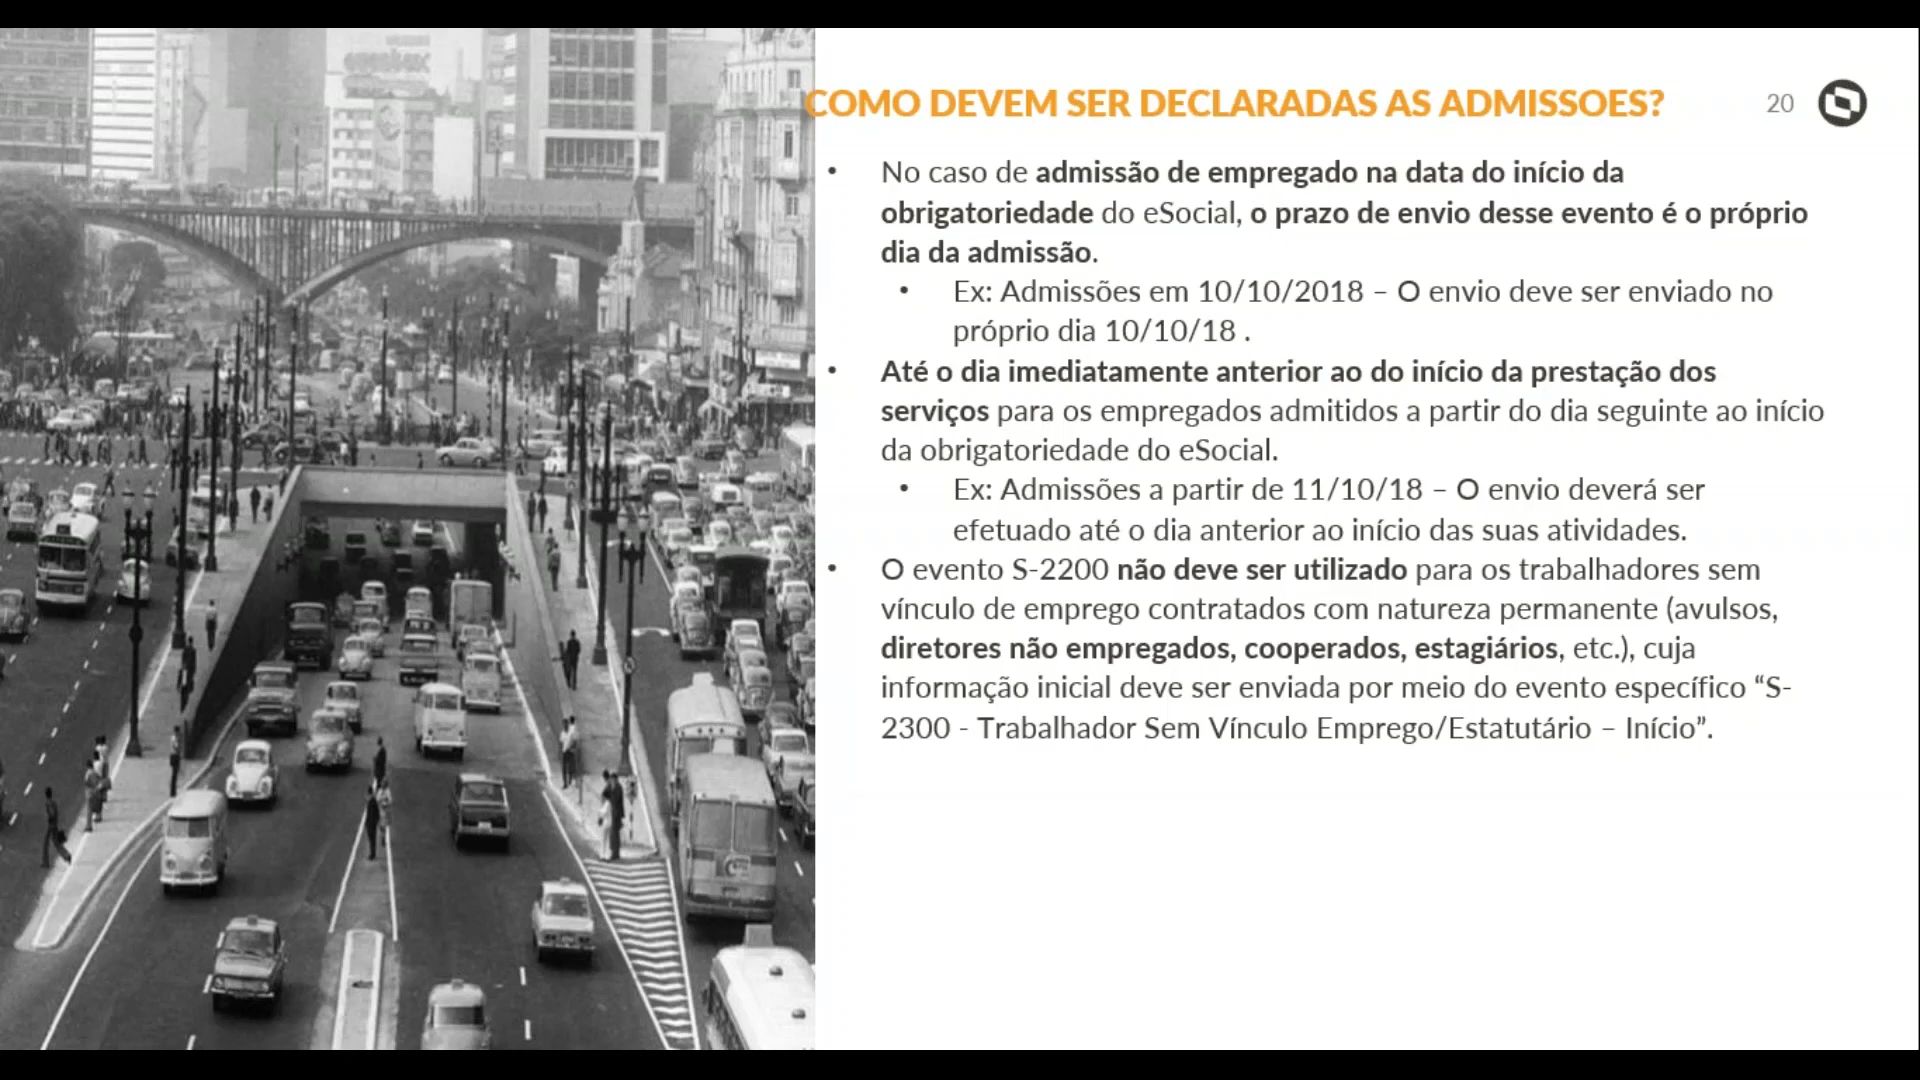 COMO DEVEM SER DECLARADAS AS ADMISSOES?
20
• No caso de admissão de empregado na data do início da
obrigatoriedade do eSocial, o prazo de envio desse evento é o próprio
dia da admissão.
• Ex: Admissões em 10/10/2018 – O envio deve ser enviado no
próprio dia 10/10/18 .
• Até o dia imediatamente anterior ao do início da prestação dos
serviços para os empregados admitidos a partir do dia seguinte ao início
da obrigatoriedade do eSocial.
• Ex: Admissões a partir de 11/10/18 – O envio deverá ser
efetuado até o dia anterior ao início das suas atividades.
• O evento S-2200 não deve ser utilizado para os trabalhadores sem
vínculo de emprego contratados com natureza permanente (avulsos,
diretores não empregados, cooperados, estagiários, etc.), cuja
informação inicial deve ser enviada por meio do evento específico “S-
2300 - Trabalhador Sem Vínculo Emprego/Estatutário – Início”.